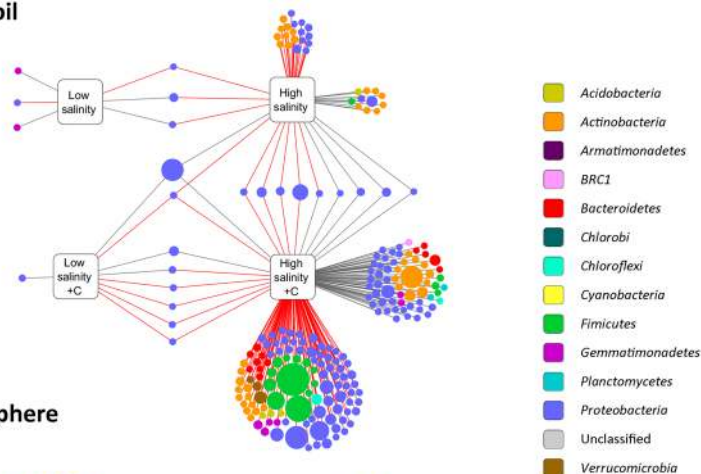 oil
Low
salinity
High
salinity
Low
salinity
+C
High
salinity
+C
phere
Acidobacteria
Actinobacteria
Armatimonadetes
BRC1
Bacteroidetes
Chlorobi
Chloroflexi
Cyanobacteria
Fimicutes
Gemmatimonadetes
Planctomycetes
Proteobacteria
Unclassified
Verrucomicrobia